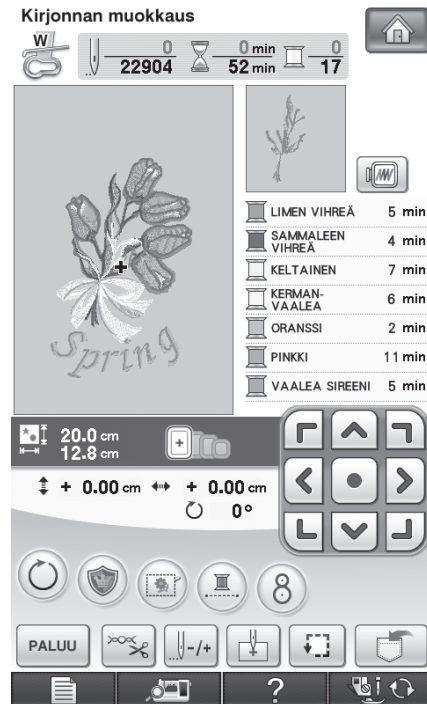 Kirjonnan muokkaus
W
0 0 min 0
22904 52 min 17
LIMEN VIHREÄ 5 min
SAMMALEEN
VIHREÄ 4 min
KELTAINEN 7 min
KERMAN-
VAALEA 6 min
ORANSSI 2 min
PINKKI 11 min
VAALEA SIREENI 5 min
Spring
20.0 cm
12.8 cm
+ 0.00 cm + 0.00 cm
0°
8
PALUU -/+
?